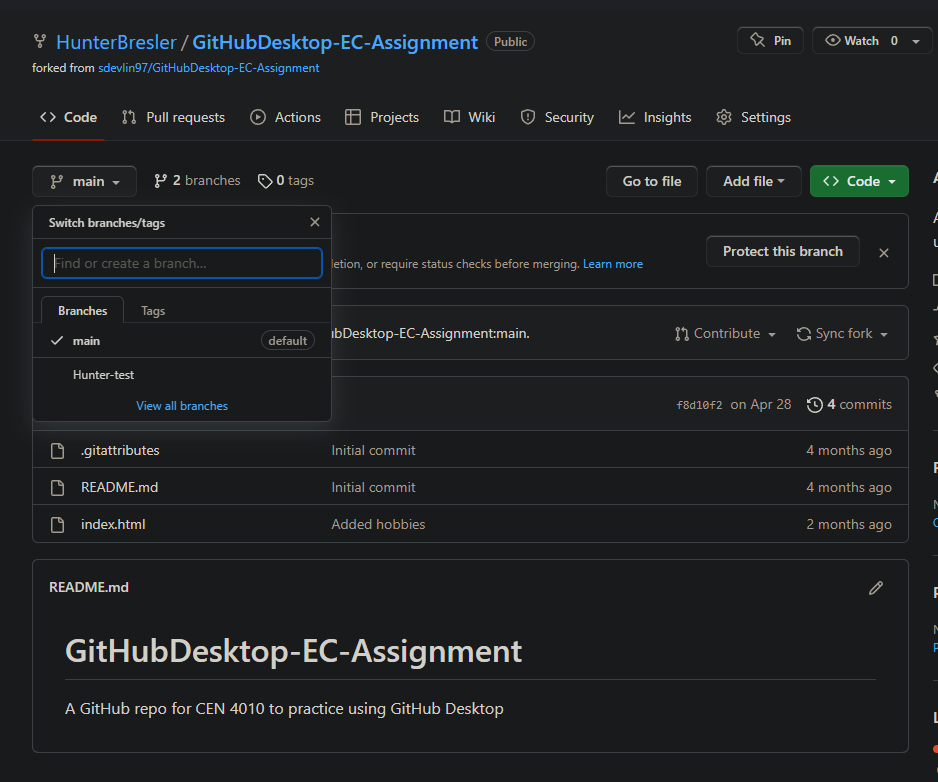 HunterBresler / GitHubDesktop-EC-Assignment Public
Pin
Watch 0
forked from sdevlin97/GitHubDesktop-EC-Assignment
Code Pull requests Actions Projects Wiki Security Insights Settings
main 2 branches 0 tags
Go to file Add file Code
Switch branches/tags
Find or create a branch...
Branches Tags
main default
Hunter-test
View all branches
Protect this branch
or require status checks before merging. Learn more
Desktop-EC-Assignment:main.
Contribute Sync fork
f8d10f2 on Apr 28 4 commits
.gitattributes Initial commit 4 months ago
README.md Initial commit 4 months ago
index.html Added hobbies 2 months ago
README.md
GitHubDesktop-EC-Assignment
A GitHub repo for CEN 4010 to practice using GitHub Desktop